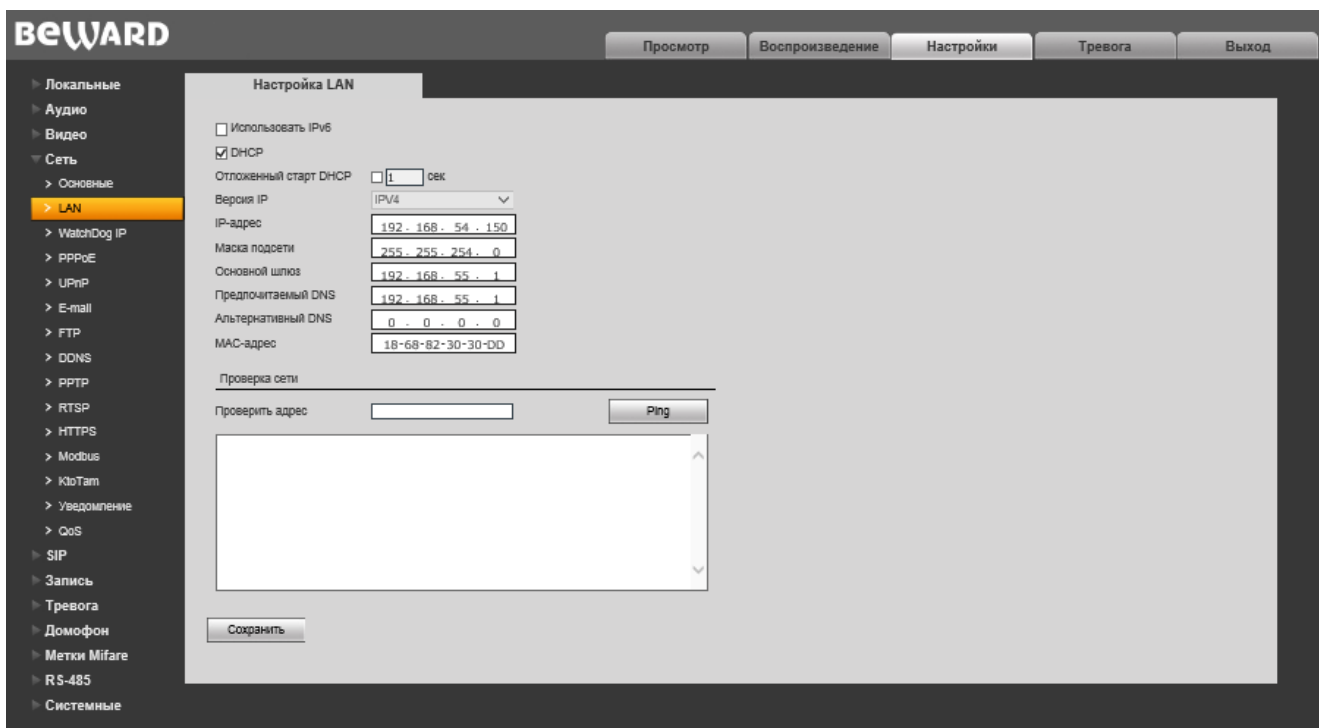 BEWARD
Просмотр
Воспроизведение
Настройки
Тревога
Выход
Локальные
Аудио
Видео
Сеть
> Основные
> LAN
> WatchDog IP
> PPPoE
> UPnP
> E-mail
> FTP
> DDNS
> PPTP
> RTSP
> HTTPS
> Modbus
> KtoTam
> Уведомление
> QoS
SIP
Запись
Тревога
Домофон
Метки Mifare
RS-485
Системные
Настройка LAN
Использовать IPv6
DHCP
Отложенный старт DHCP 1 сек
Версия IP IPV4
IP-адрес 192 . 168 . 54 . 150
Маска подсети 255 . 255 . 254 . 0
Основной шлюз 192 . 168 . 55 . 1
Предпочитаемый DNS 192 . 168 . 55 . 1
Альтернативный DNS 0 . 0 . 0 . 0
MAC-адрес 18-68-82-30-30-DD
Проверка сети
Проверить адрес Ping
Сохранить